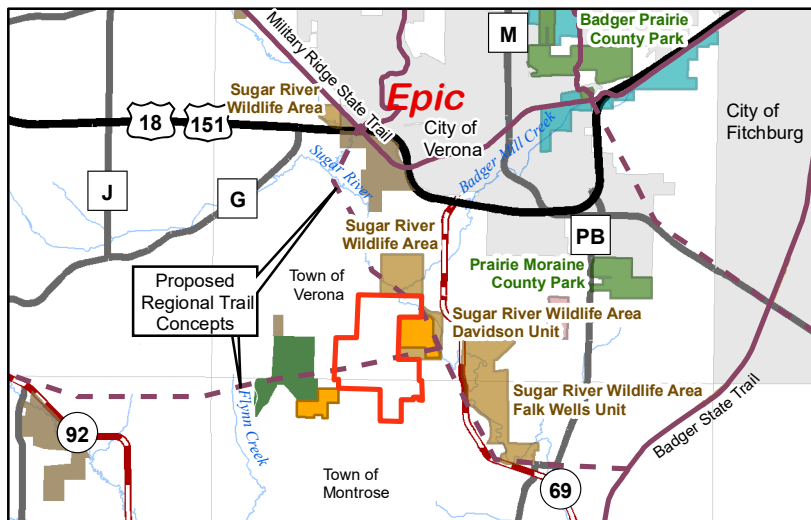 M
Badger Prairie
County Park
Military Ridge State Trail
Sugar River
Wildlife Area
Epic
18
151
City of
Verona
City of
Fitchburg
Badger Mill Creek
Sugar River
J
G
Sugar River
Wildlife Area
PB
Proposed
Regional Trail
Concepts
Town of
Verona
Prairie Moraine
County Park
Sugar River Wildlife Area
Davidson Unit
Sugar River Wildlife Area
Falk Wells Unit
Flynn Creek
Badger State Trail
92
Town of
Montrose
69